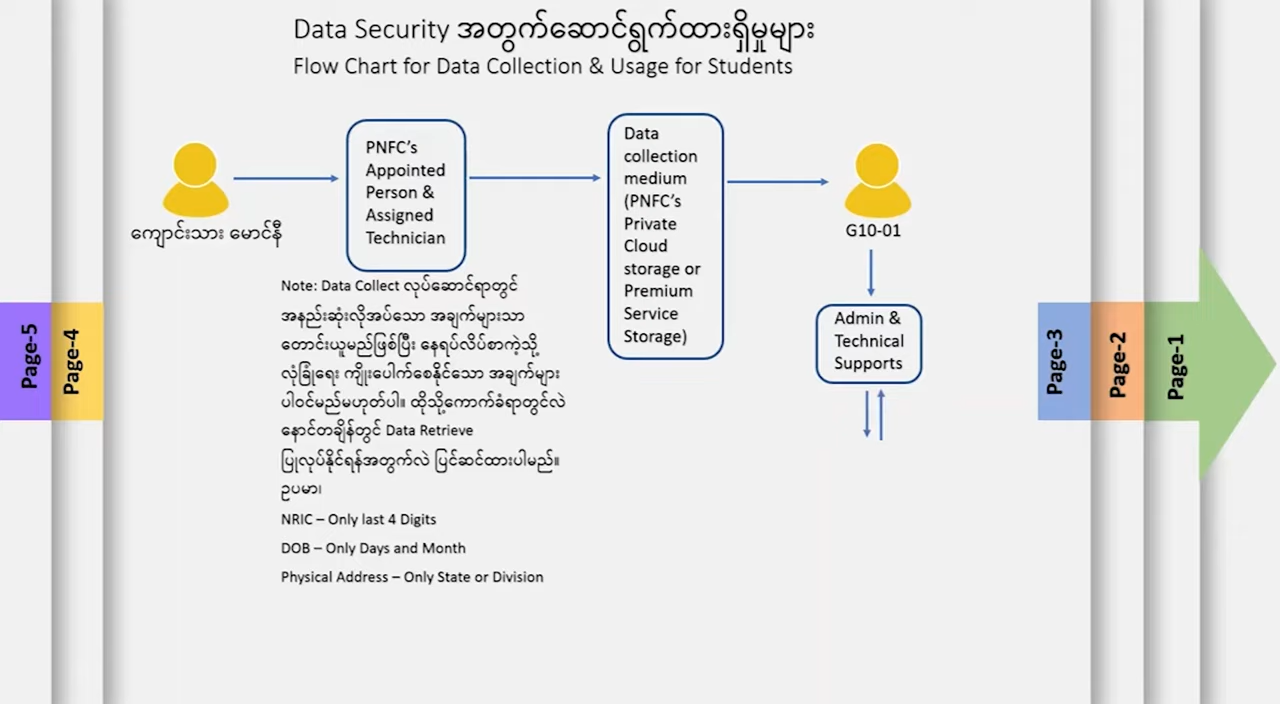 Data Security အတွက်ဆောင်ရွက်ထားရှိမှုများ
Flow Chart for Data Collection & Usage for Students
ကျောင်းသား မောင်နီ
PNFC’s
Appointed
Person &
Assigned
Technician
Data
collection
medium
(PNFC’s
Private
Cloud
storage or
Premium
Service
Storage)
G10-01
Admin &
Technical
Supports
Note: Data Collect လုပ်ဆောင်ရာတွင်
အနည်းဆုံးလိုအပ်သော အချက်များသာ
တောင်းယူမည်ဖြစ်ပြီး နေရပ်လိပ်စာကဲ့သို့
လုံခြုံရေး ကျိုးပေါက်စေနိုင်သော အချက်များ
ပါဝင်မည်မဟုတ်ပါ။ ထိုသို့ကောက်ခံရာတွင်လဲ
နောင်တချိန်တွင် Data Retrieve
ပြုလုပ်နိုင်ရန်အတွက်လဲ ပြင်ဆင်ထားပါမည်။
ဥပမာ၊
NRIC – Only last 4 Digits
DOB – Only Days and Month
Physical Address – Only State or Division
Page-5
Page-4
Page-3
Page-2
Page-1